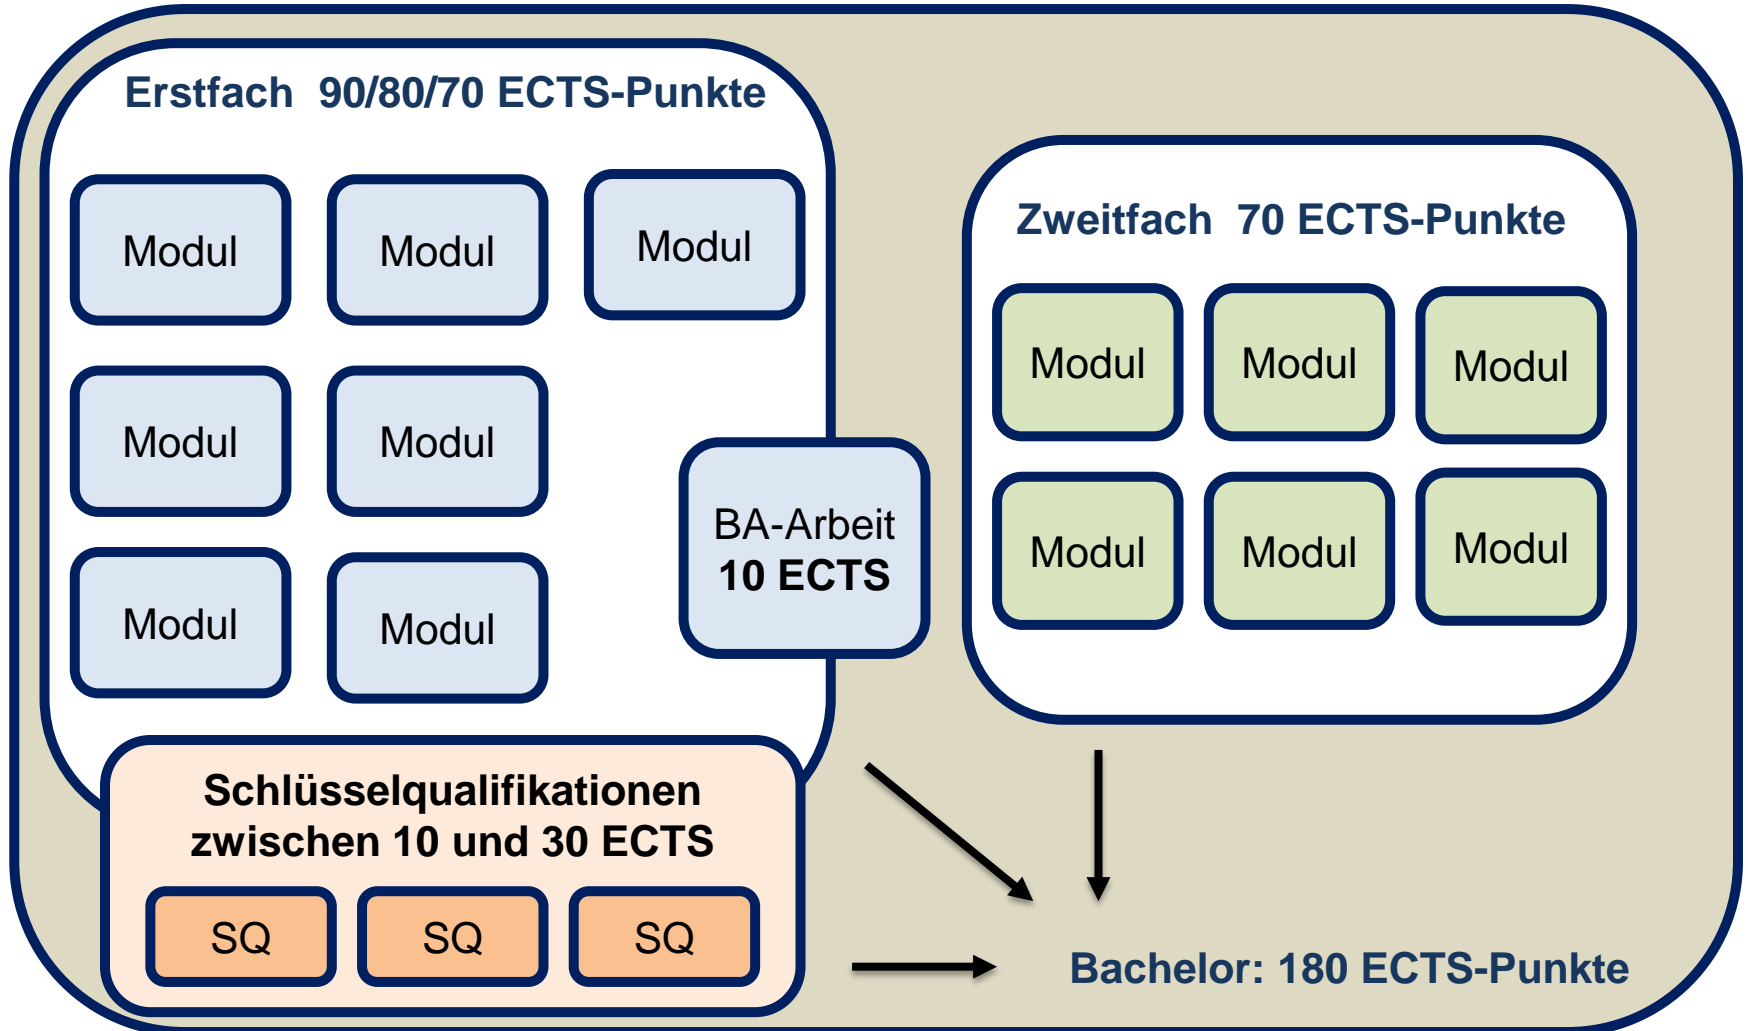 Erstfach  90/80/70 ECTS-Punkte
Modul
Modul
Modul
Modul
Modul
Modul
Modul
BA-Arbeit
10 ECTS
Schlüsselqualifikationen
zwischen 10 und 30 ECTS
SQ
SQ
SQ
Zweitfach  70 ECTS-Punkte
Modul
Modul
Modul
Modul
Modul
Modul
Bachelor: 180 ECTS-Punkte